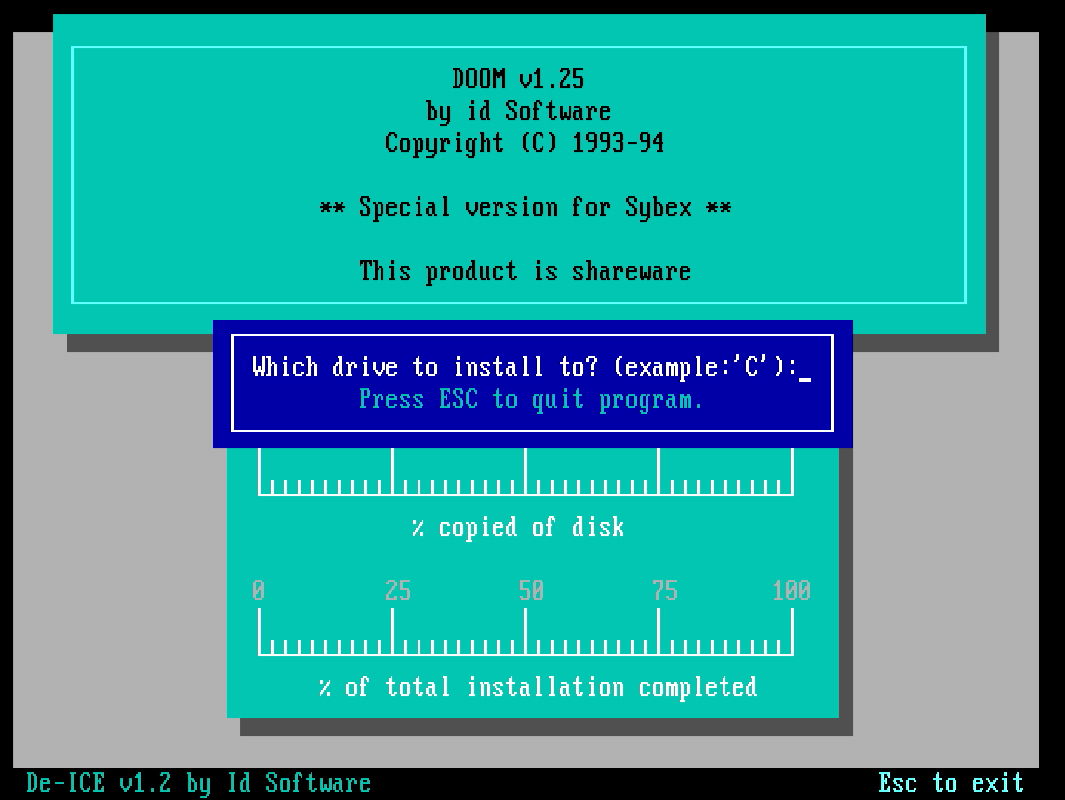 DOOM v1.25
by id Software
Copyright (C) 1993-94
** Special version for Sybex **
This product is shareware
Which drive to install to? (example:'C'):_
Press ESC to quit program.
% copied of disk
0 25 50 75 100
% of total installation completed
De-ICE v1.2 by Id Software Esc to exit